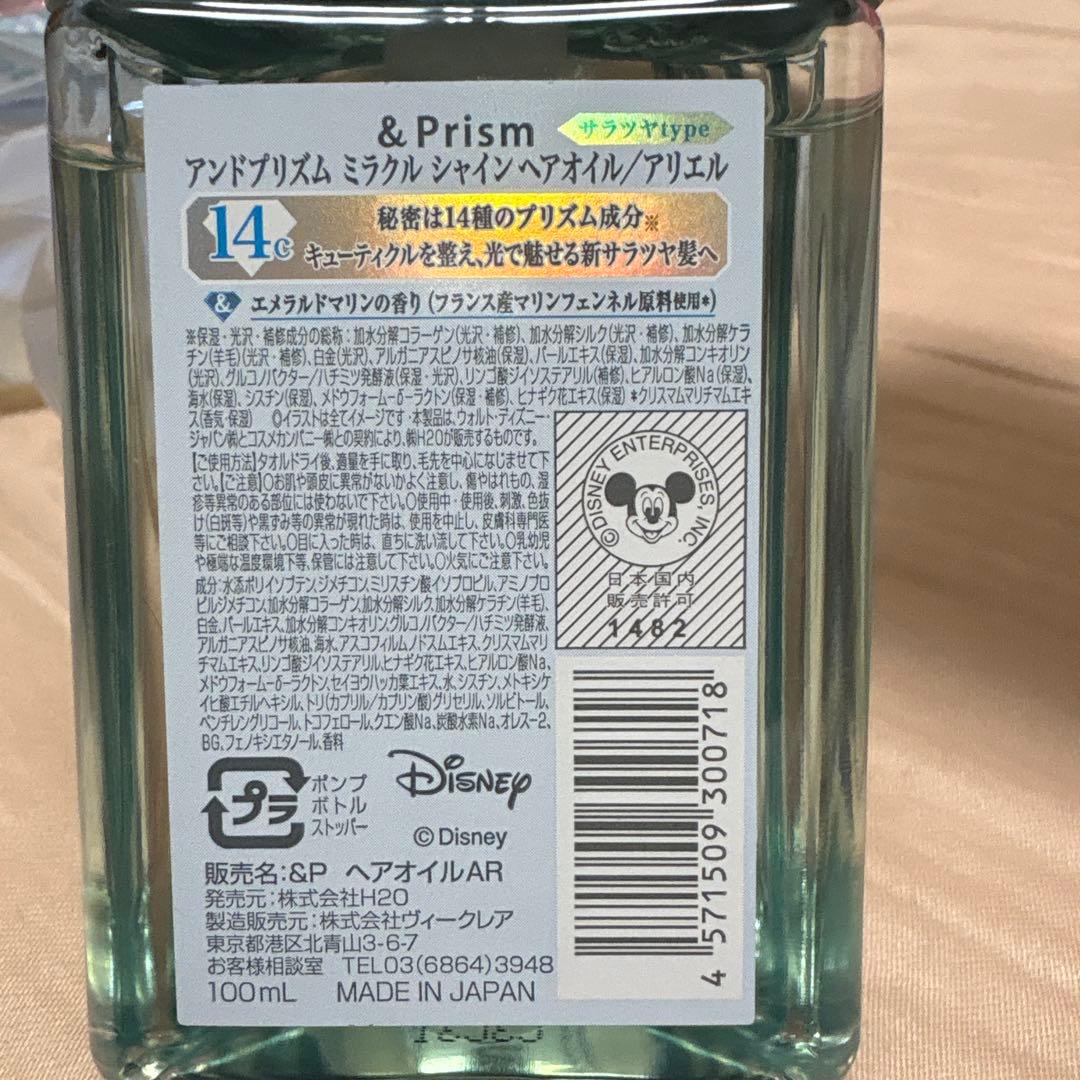 & Prism
サラツヤtype
アンドプリズム ミラクル シャイン ヘアオイル/アリエル
14c
秘密は14種のプリズム成分※
キューティクルを整え、光で魅せる新サラツヤ髪へ
& エメラルドマリンの香り (フランス産マリンフェンネル原料使用*)
※保湿・光沢・補修成分の総称:加水分解コラーゲン(光沢・補修)、加水分解シルク(光沢・補修)、加水分解ケラ
チン(羊毛)(光沢・補修)、白金(光沢)、アルガニアスピノサ核油(保湿)、パールエキス(保湿)、加水分解コンキオリン
(光沢)、グルコノバクター/ハチミツ発酵液(保湿・光沢)、リンゴ酸ジイソステアリル(補修)、ヒアルロン酸Na(保湿)、
海水(保湿)、シスチン(保湿)、メドウフォーム-δ-ラクトン(保湿・補修)、ヒナギク花エキス(保湿) *クリスマムマリチマムエキ
ス(香気・保湿) ◎イラストは全てイメージです・本製品は、ウォルト・ディズニー・
ジャパン㈱とコスメカンパニー㈱との契約により、㈱H2Oが販売するものです。
【ご使用方法】タオルドライ後、適量を手に取り、毛先を中心になじませて下
さい。【ご注意】○お肌や頭皮に異常がないかよく注意し、傷やはれもの、湿
疹等異常のある部位には使わないで下さい。○使用中・使用後、刺激、色抜
け(白斑等)や黒ずみ等の異常が現れた時は、使用を中止し、皮膚科専門医
等にご相談下さい。○目に入った時は、直ちに洗い流して下さい。○乳幼児
や極端な温度環境下等、保管には注意して下さい。○火気にご注意下さい。
成分:水添ポリイソブテン、ジメチコン、ミリスチン酸イソプロピル、アミノプロ
ピルジメチコン、加水分解コラーゲン、加水分解シルク、加水分解ケラチン(羊毛)、
白金、パールエキス、加水分解コンキオリン、グルコノバクター/ハチミツ発酵液、
アルガニアスピノサ核油、海水、アスコフィルムノドスムエキス、クリスマムマリ
チマムエキス、リンゴ酸ジイソステアリル、ヒナギク花エキス、ヒアルロン酸Na、
メドウフォーム-δ-ラクトン、セイヨウハッカ葉エキス、水、シスチン、メトキシケ
イヒ酸エチルヘキシル、トリ(カプリル/カプリン酸)グリセリル、ソルビトール、
ペンチレングリコール、トコフェロール、クエン酸Na、炭酸水素Na、オレス-2、
BG、フェノキシエタノール、香料
©DISNEY ENTERPRISES, INC.
日本国内
販売許可
1482
プラ
ポンプ
ボトル
ストッパー
Disney
©Disney
販売名:&P ヘアオイルAR
発売元:株式会社H2O
製造販売元:株式会社ヴィークレア
東京都港区北青山3-6-7
お客様相談室 TEL03(6864)3948
100mL MADE IN JAPAN
4 571509 300718